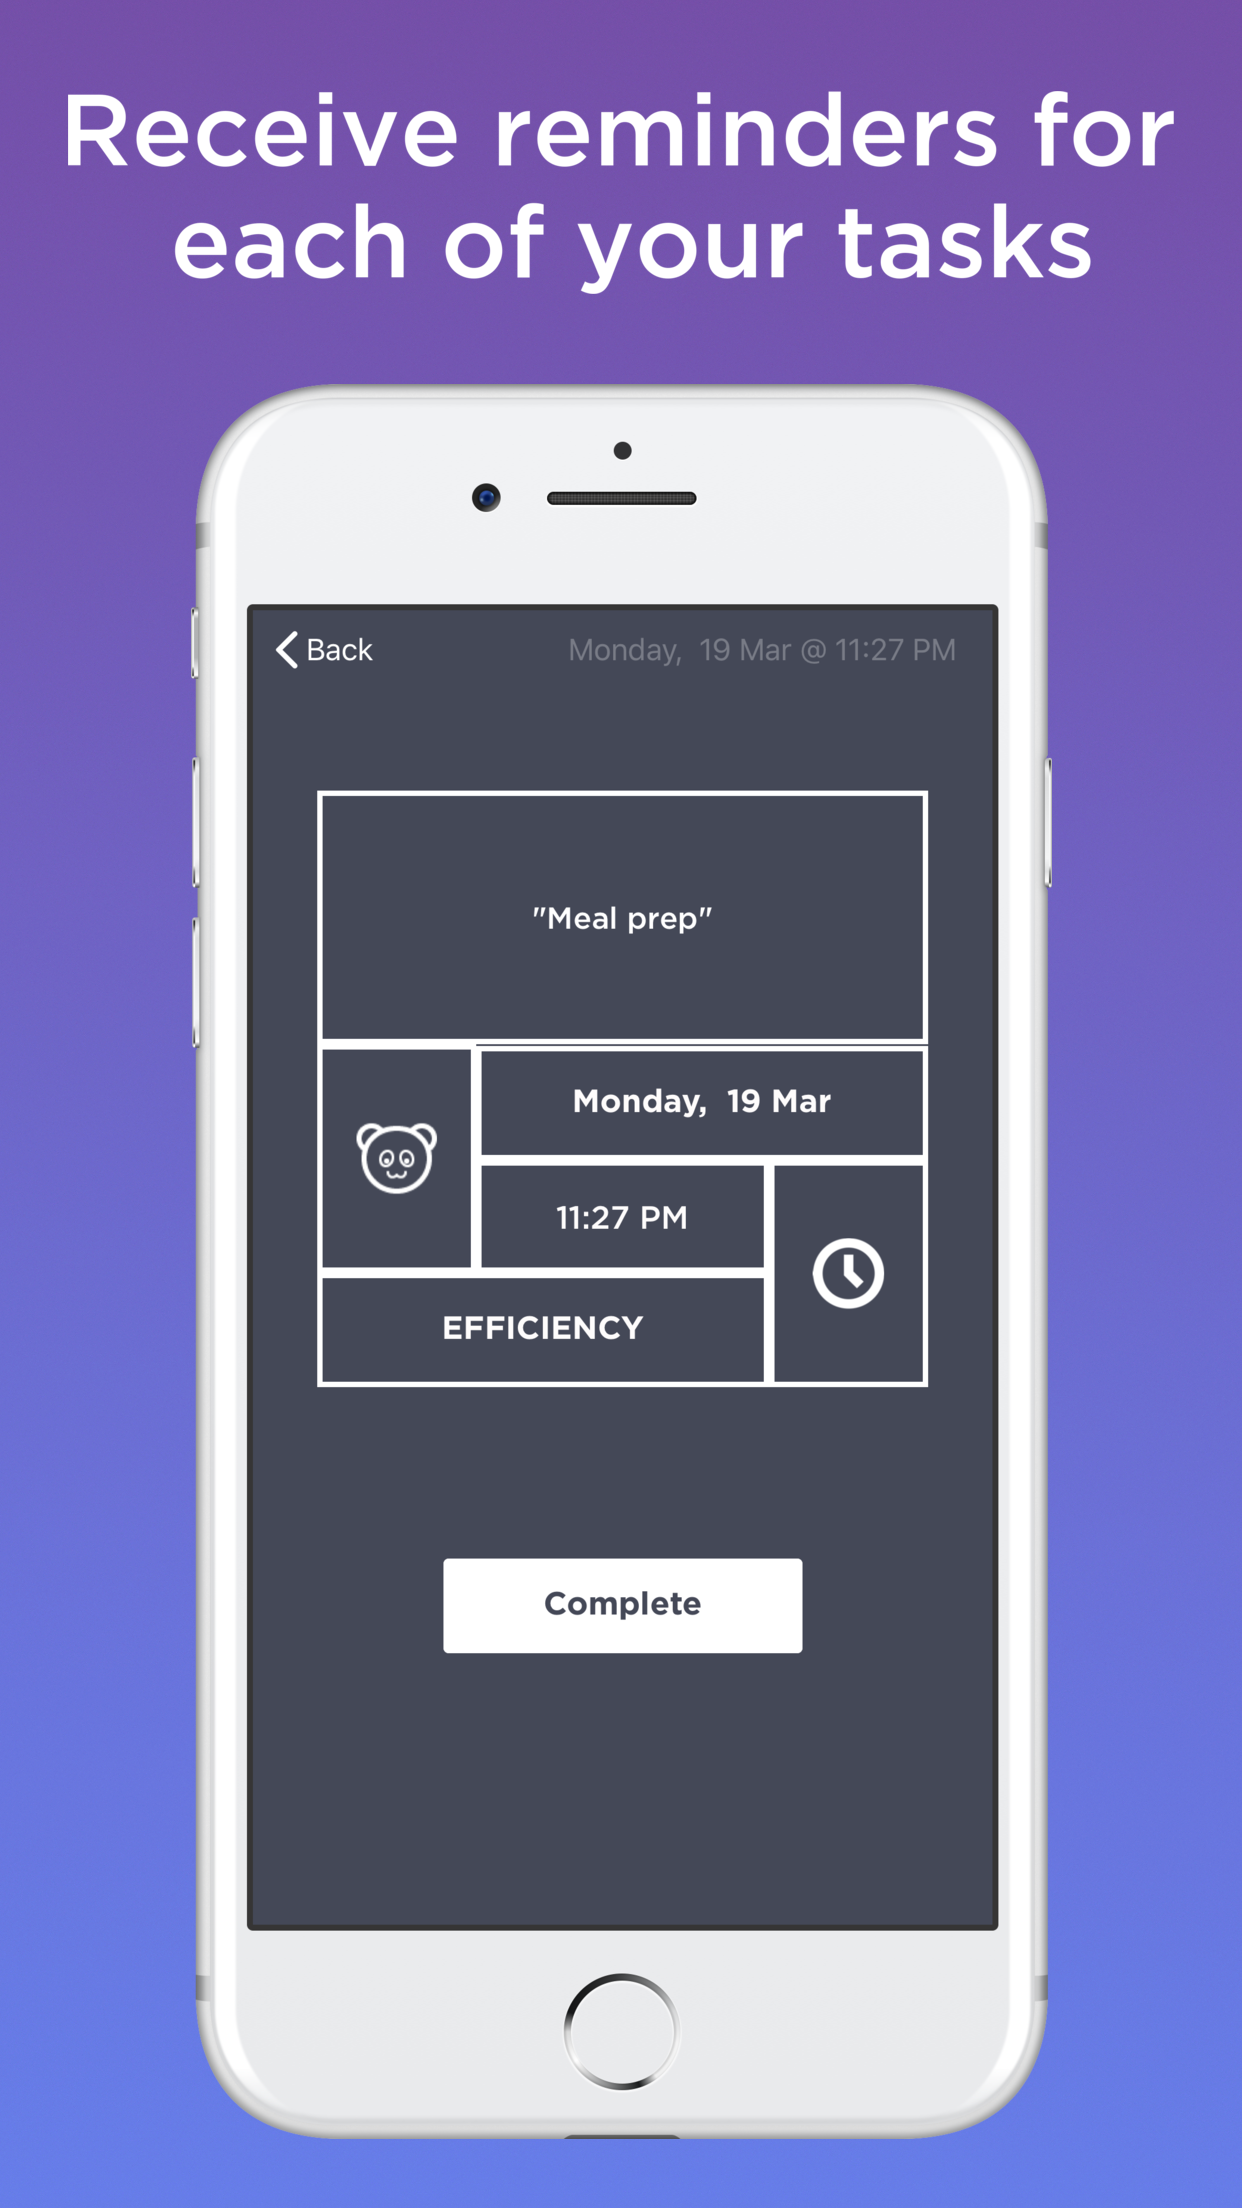 Receive reminders for
each of your tasks
Back
Monday, 19 Mar @ 11:27 PM
"Meal prep"
Monday, 19 Mar
11:27 PM
EFFICIENCY
Complete